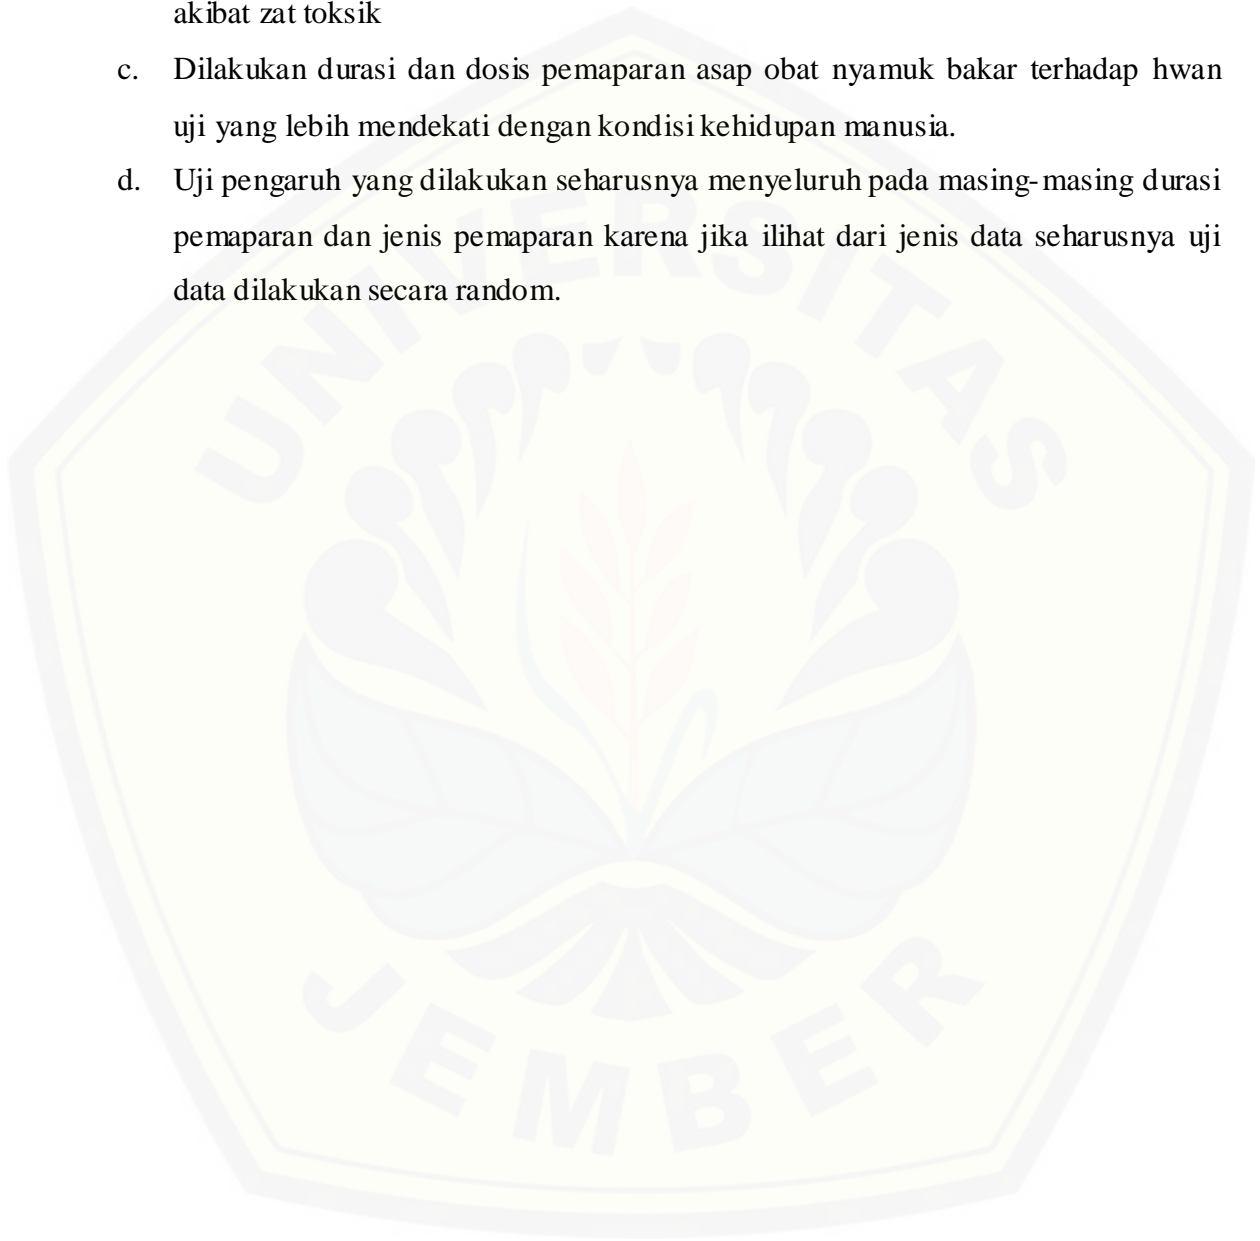 akibat zat toksik
c. Dilakukan durasi dan dosis pemaparan asap obat nyamuk bakar terhadap hwan
uji yang lebih mendekati dengan kondisi kehidupan manusia.
d. Uji pengaruh yang dilakukan seharusnya menyeluruh pada masing-masing durasi
pemaparan dan jenis pemaparan karena jika ilihat dari jenis data seharusnya uji
data dilakukan secara random.
UNIVERSITAS
JEMBER